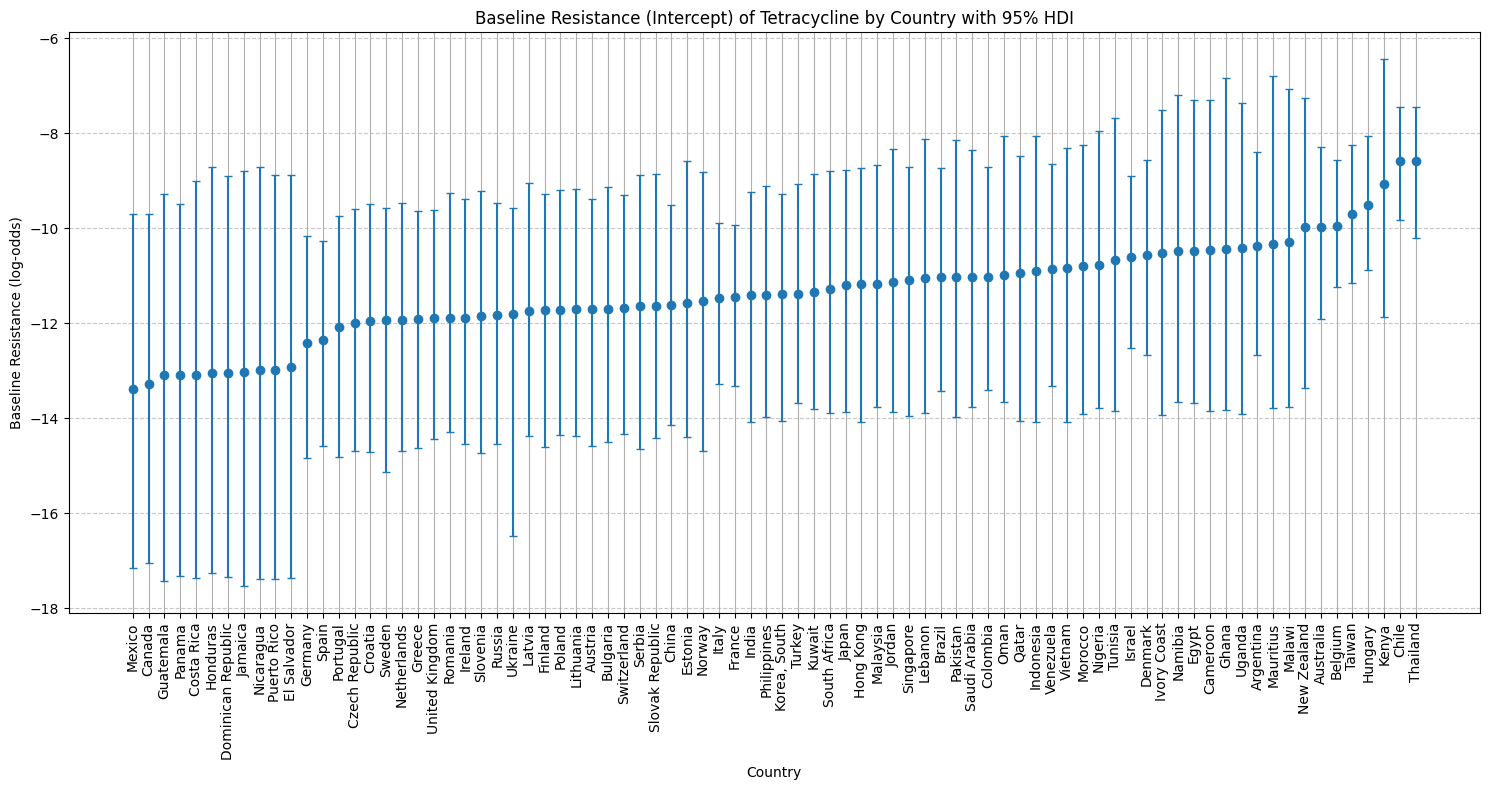 Baseline Resistance (Intercept) of Tetracycline by Country with 95% HDI
Baseline Resistance (log-odds)
−6
−8
−10
−12
−14
−16
−18
Mexico
Canada
Guatemala
Panama
Costa Rica
Honduras
Dominican Republic
Jamaica
Nicaragua
Puerto Rico
El Salvador
Germany
Spain
Portugal
Czech Republic
Croatia
Sweden
Netherlands
Greece
United Kingdom
Romania
Ireland
Slovenia
Russia
Ukraine
Latvia
Finland
Poland
Lithuania
Austria
Bulgaria
Switzerland
Serbia
Slovak Republic
China
Estonia
Norway
Italy
France
India
Philippines
Korea, South
Turkey
Kuwait
South Africa
Japan
Hong Kong
Malaysia
Jordan
Singapore
Lebanon
Brazil
Pakistan
Saudi Arabia
Colombia
Oman
Qatar
Indonesia
Venezuela
Vietnam
Morocco
Nigeria
Tunisia
Israel
Denmark
Ivory Coast
Namibia
Egypt
Cameroon
Ghana
Uganda
Argentina
Mauritius
Malawi
New Zealand
Australia
Belgium
Taiwan
Hungary
Kenya
Chile
Thailand
Country